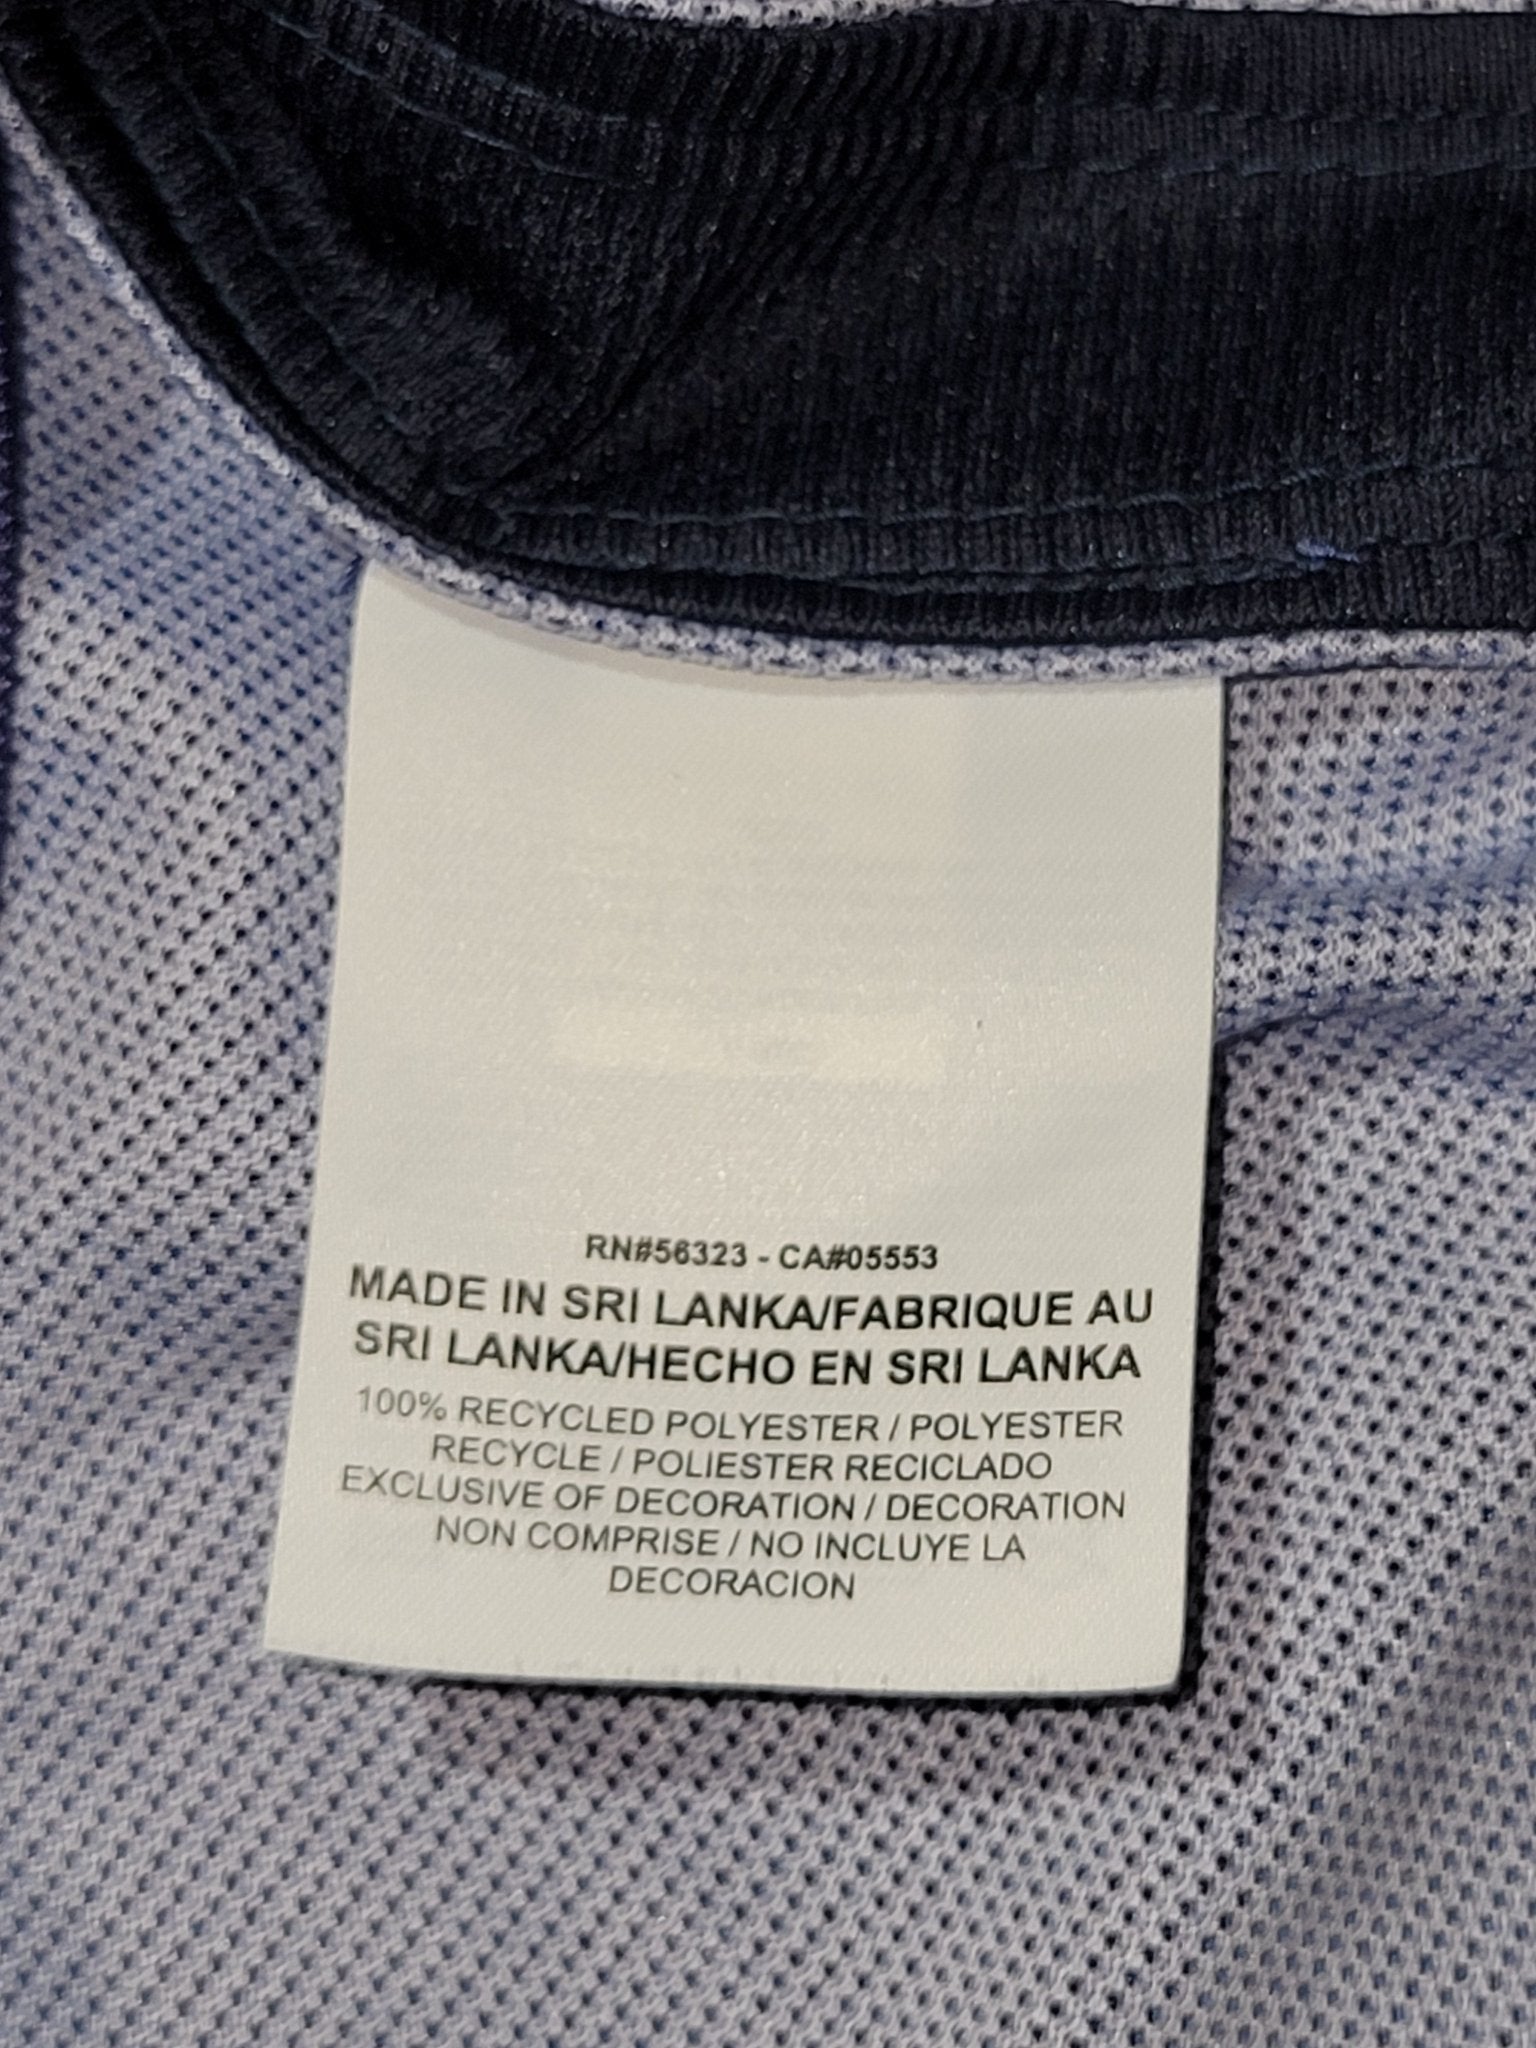 RN#56323 - CA#05553
MADE IN SRI LANKA/FABRIQUE AU
SRI LANKA/HECHO EN SRI LANKA
100% RECYCLED POLYESTER / POLYESTER
RECYCLE / POLIESTER RECICLADO
EXCLUSIVE OF DECORATION / DECORATION
NON COMPRISE / NO INCLUYE LA
DECORACION